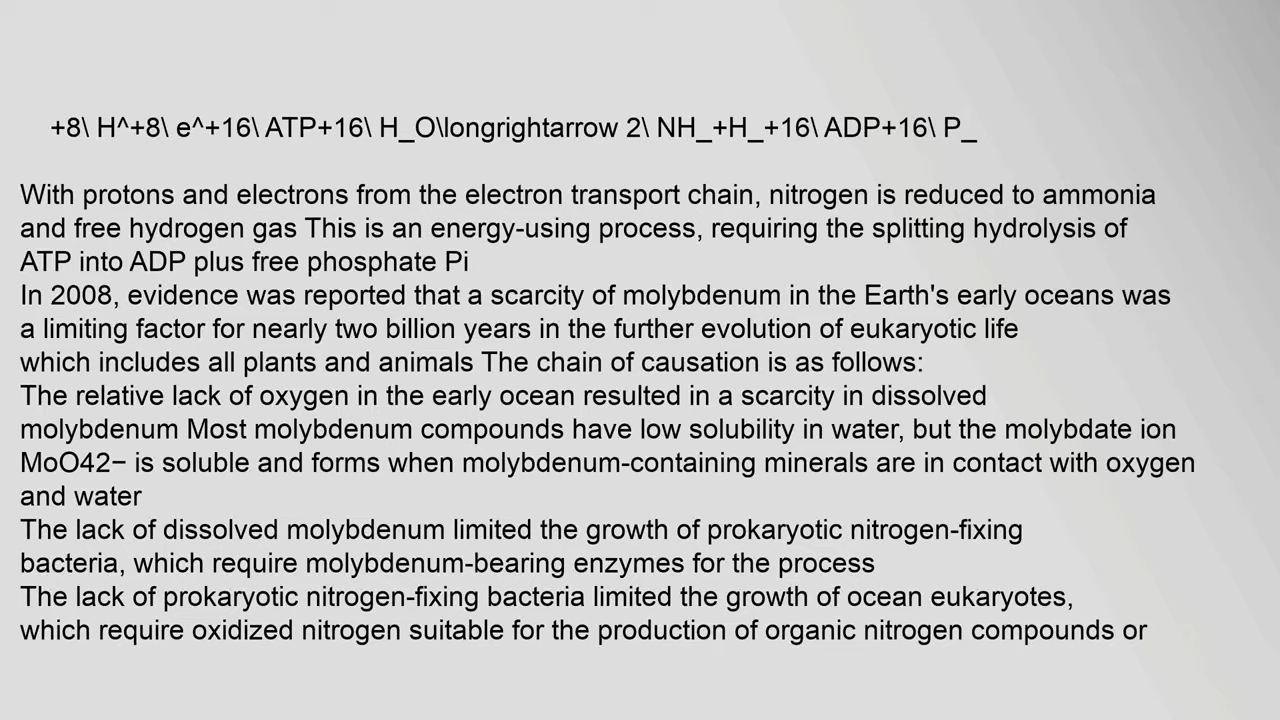 +8\ H^+8\ e^+16\ ATP+16\ H_O\longrightarrow 2\ NH_+H_+16\ ADP+16\ P_
With protons and electrons from the electron transport chain, nitrogen is reduced to ammonia
and free hydrogen gas This is an energy-using process, requiring the splitting hydrolysis of
ATP into ADP plus free phosphate Pi
In 2008, evidence was reported that a scarcity of molybdenum in the Earth's early oceans was
a limiting factor for nearly two billion years in the further evolution of eukaryotic life
which includes all plants and animals The chain of causation is as follows:
The relative lack of oxygen in the early ocean resulted in a scarcity in dissolved
molybdenum Most molybdenum compounds have low solubility in water, but the molybdate ion
MoO42− is soluble and forms when molybdenum-containing minerals are in contact with oxygen
and water
The lack of dissolved molybdenum limited the growth of prokaryotic nitrogen-fixing
bacteria, which require molybdenum-bearing enzymes for the process
The lack of prokaryotic nitrogen-fixing bacteria limited the growth of ocean eukaryotes,
which require oxidized nitrogen suitable for the production of organic nitrogen compounds or